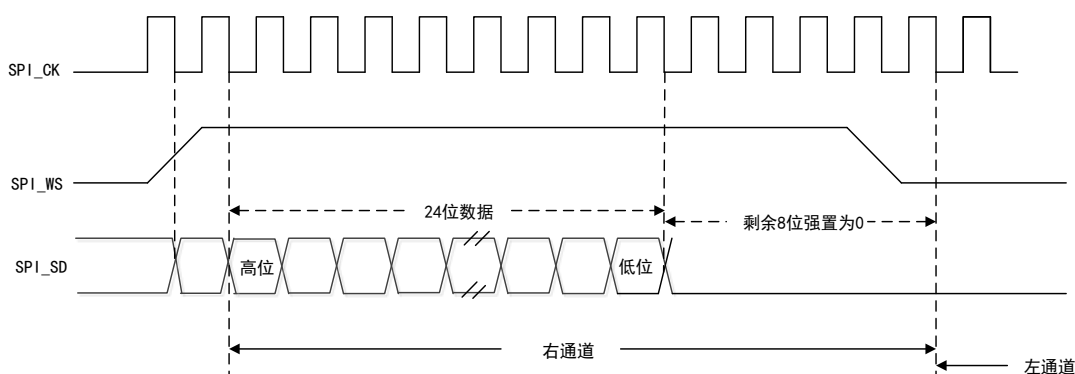 SPI_CK
SPI_WS
24位数据
剩余8位强置为0
SPI_SD
高位
低位
右通道
左通道